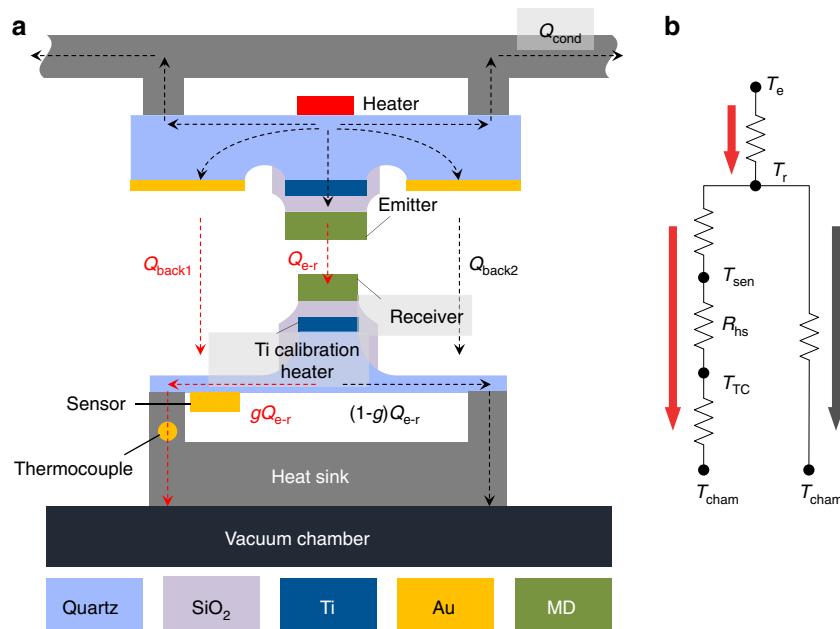 a
b
Q_cond
Heater
T_e
T_r
Emitter
Q_back1
Q_e-r
Q_back2
T_sen
Receiver
R_hs
Ti calibration
heater
T_TC
Sensor
gQ_e-r
(1-g)Q_e-r
Thermocouple
Heat sink
T_cham
T_cham
Vacuum chamber
Quartz
SiO₂
Ti
Au
MD